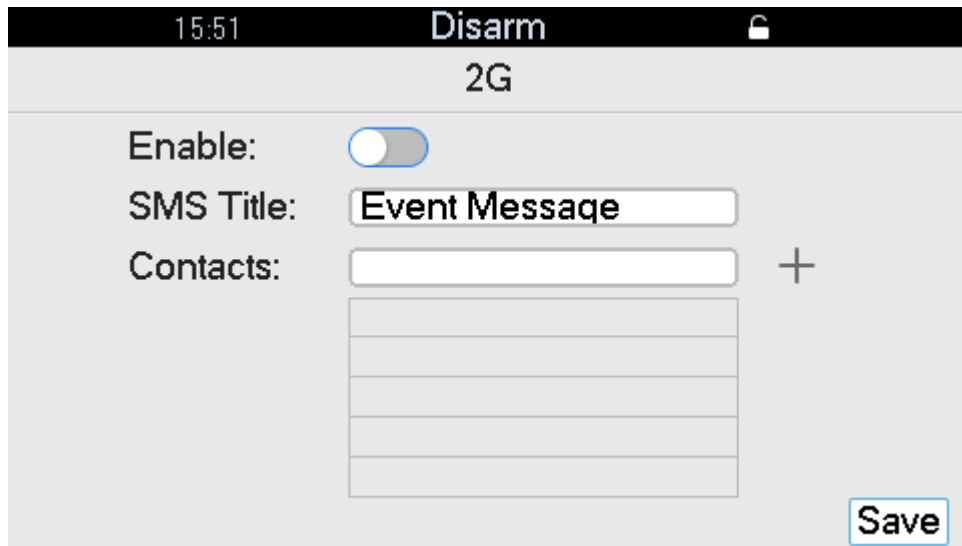 15:51 Disarm
2G
Enable:
SMS Title: Event Message
Contacts:
Save